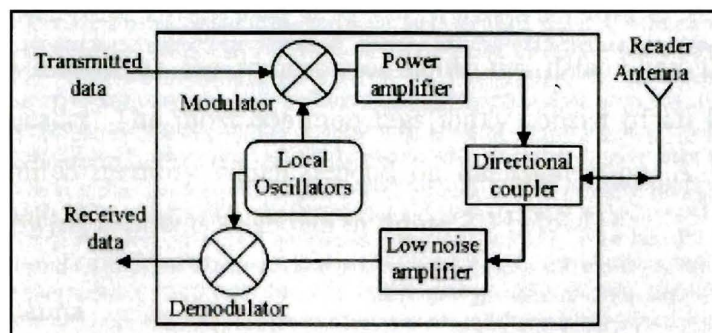 Transmitted
data
Modulator
Power
amplifier
Reader
Antenna
Local
Oscillators
Directional
coupler
Received
data
Demodulator
Low noise
amplifier